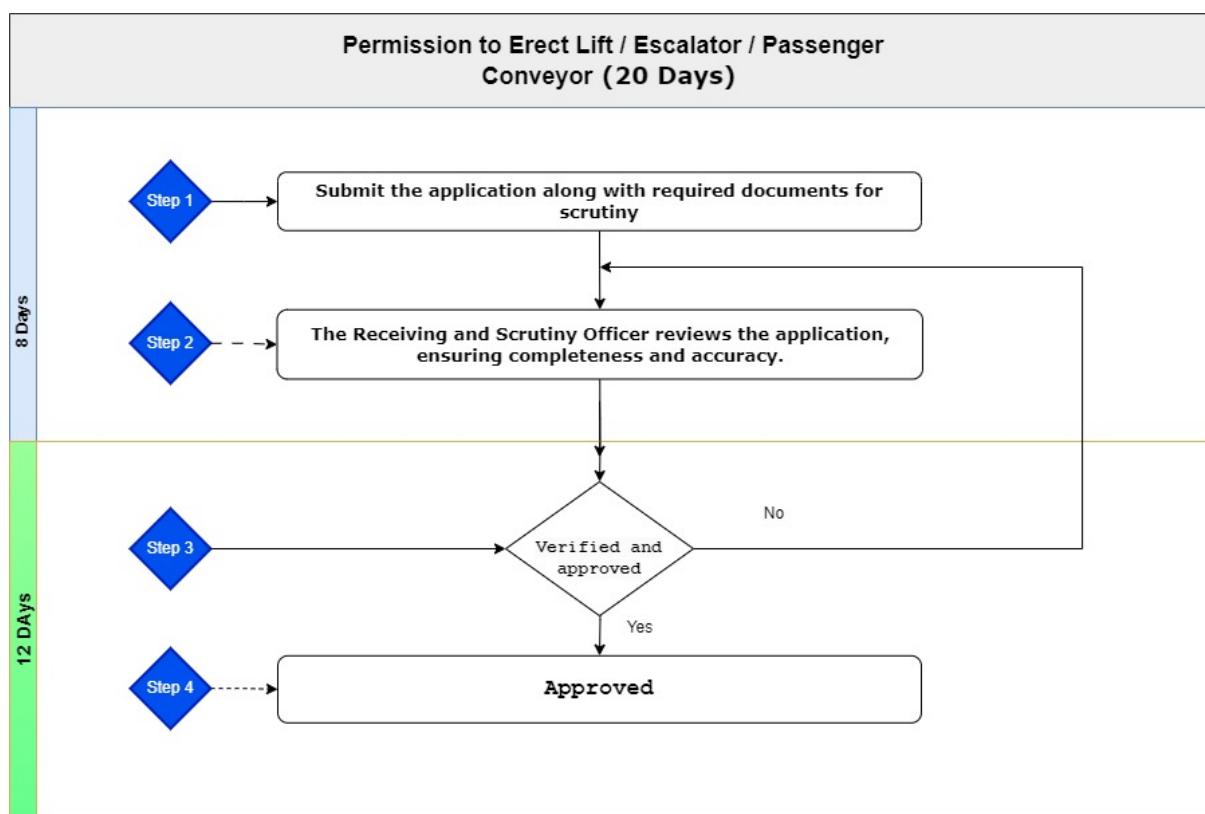 Permission to Erect Lift / Escalator / Passenger
Conveyor (20 Days)
8 Days
Step 1
Submit the application along with required documents for
scrutiny
Step 2
The Receiving and Scrutiny Officer reviews the application,
ensuring completeness and accuracy.
12 DAys
Step 3
Verified and
approved
No
Yes
Step 4
Approved